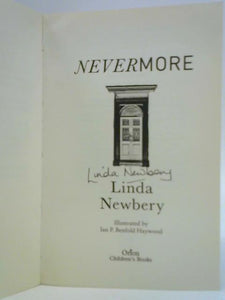 NEVERMORE
Linda Newbery
Linda
Newbery
Illustrated by
Ian P. Benfold Haywood
Orion
Children's Books